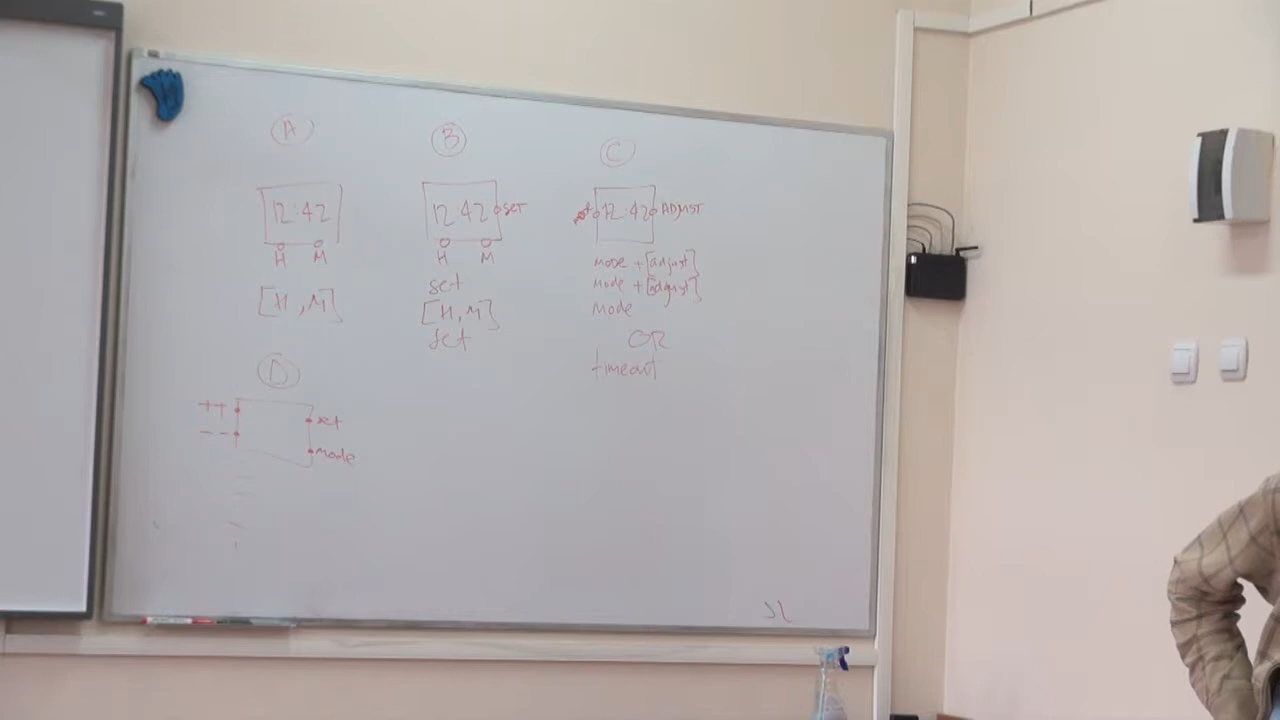 A
12:42
H M
[H, M]
B
12:42 SET
H M
set
[H, M]
set
C
12:42 ADJUST
mode + [adjust]
mode + [adjust]
mode
OR
timeout
D
++ set
-- mode